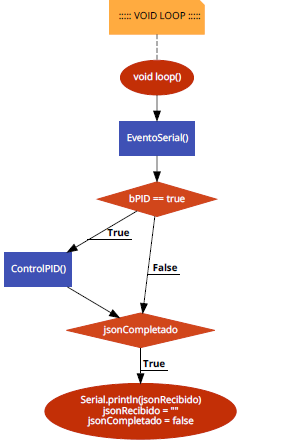 ::::: VOID LOOP :::::
void loop()
EventoSerial()
bPID == true
True
False
ControlPID()
jsonCompletado
True
Serial.println(jsonRecibido)
jsonRecibido = ""
jsonCompletado = false